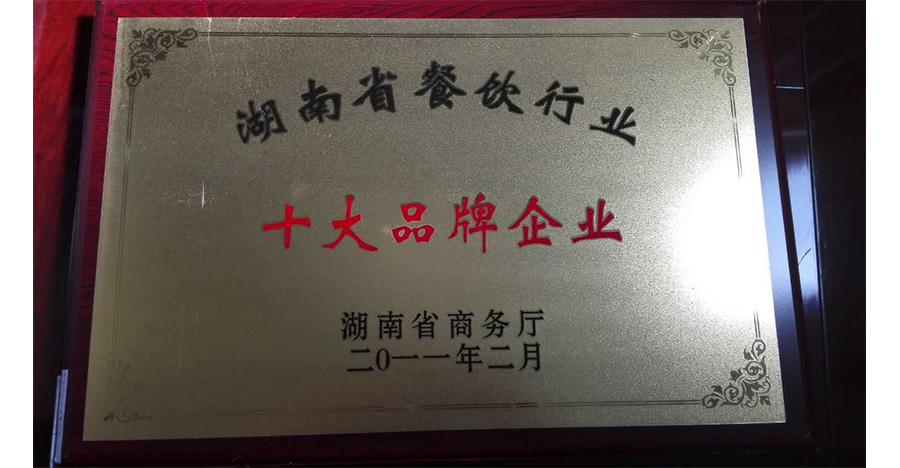 湖南省餐饮行业
十大品牌企业
湖南省商务厅
二0一一年二月